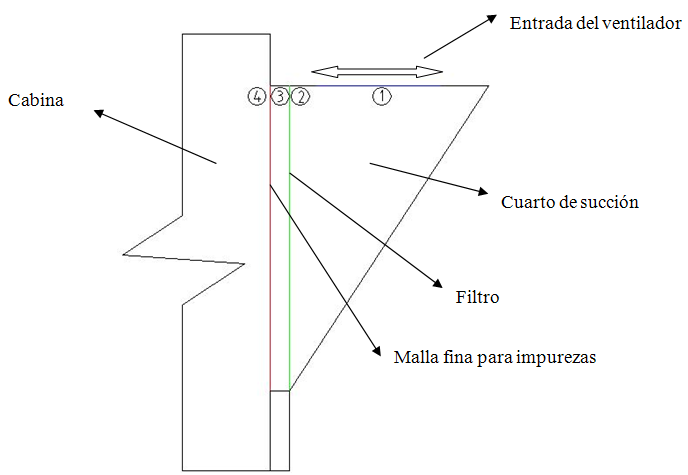 Entrada del ventilador
Cabina
4 3 2 1
Cuarto de succión
Filtro
Malla fina para impurezas